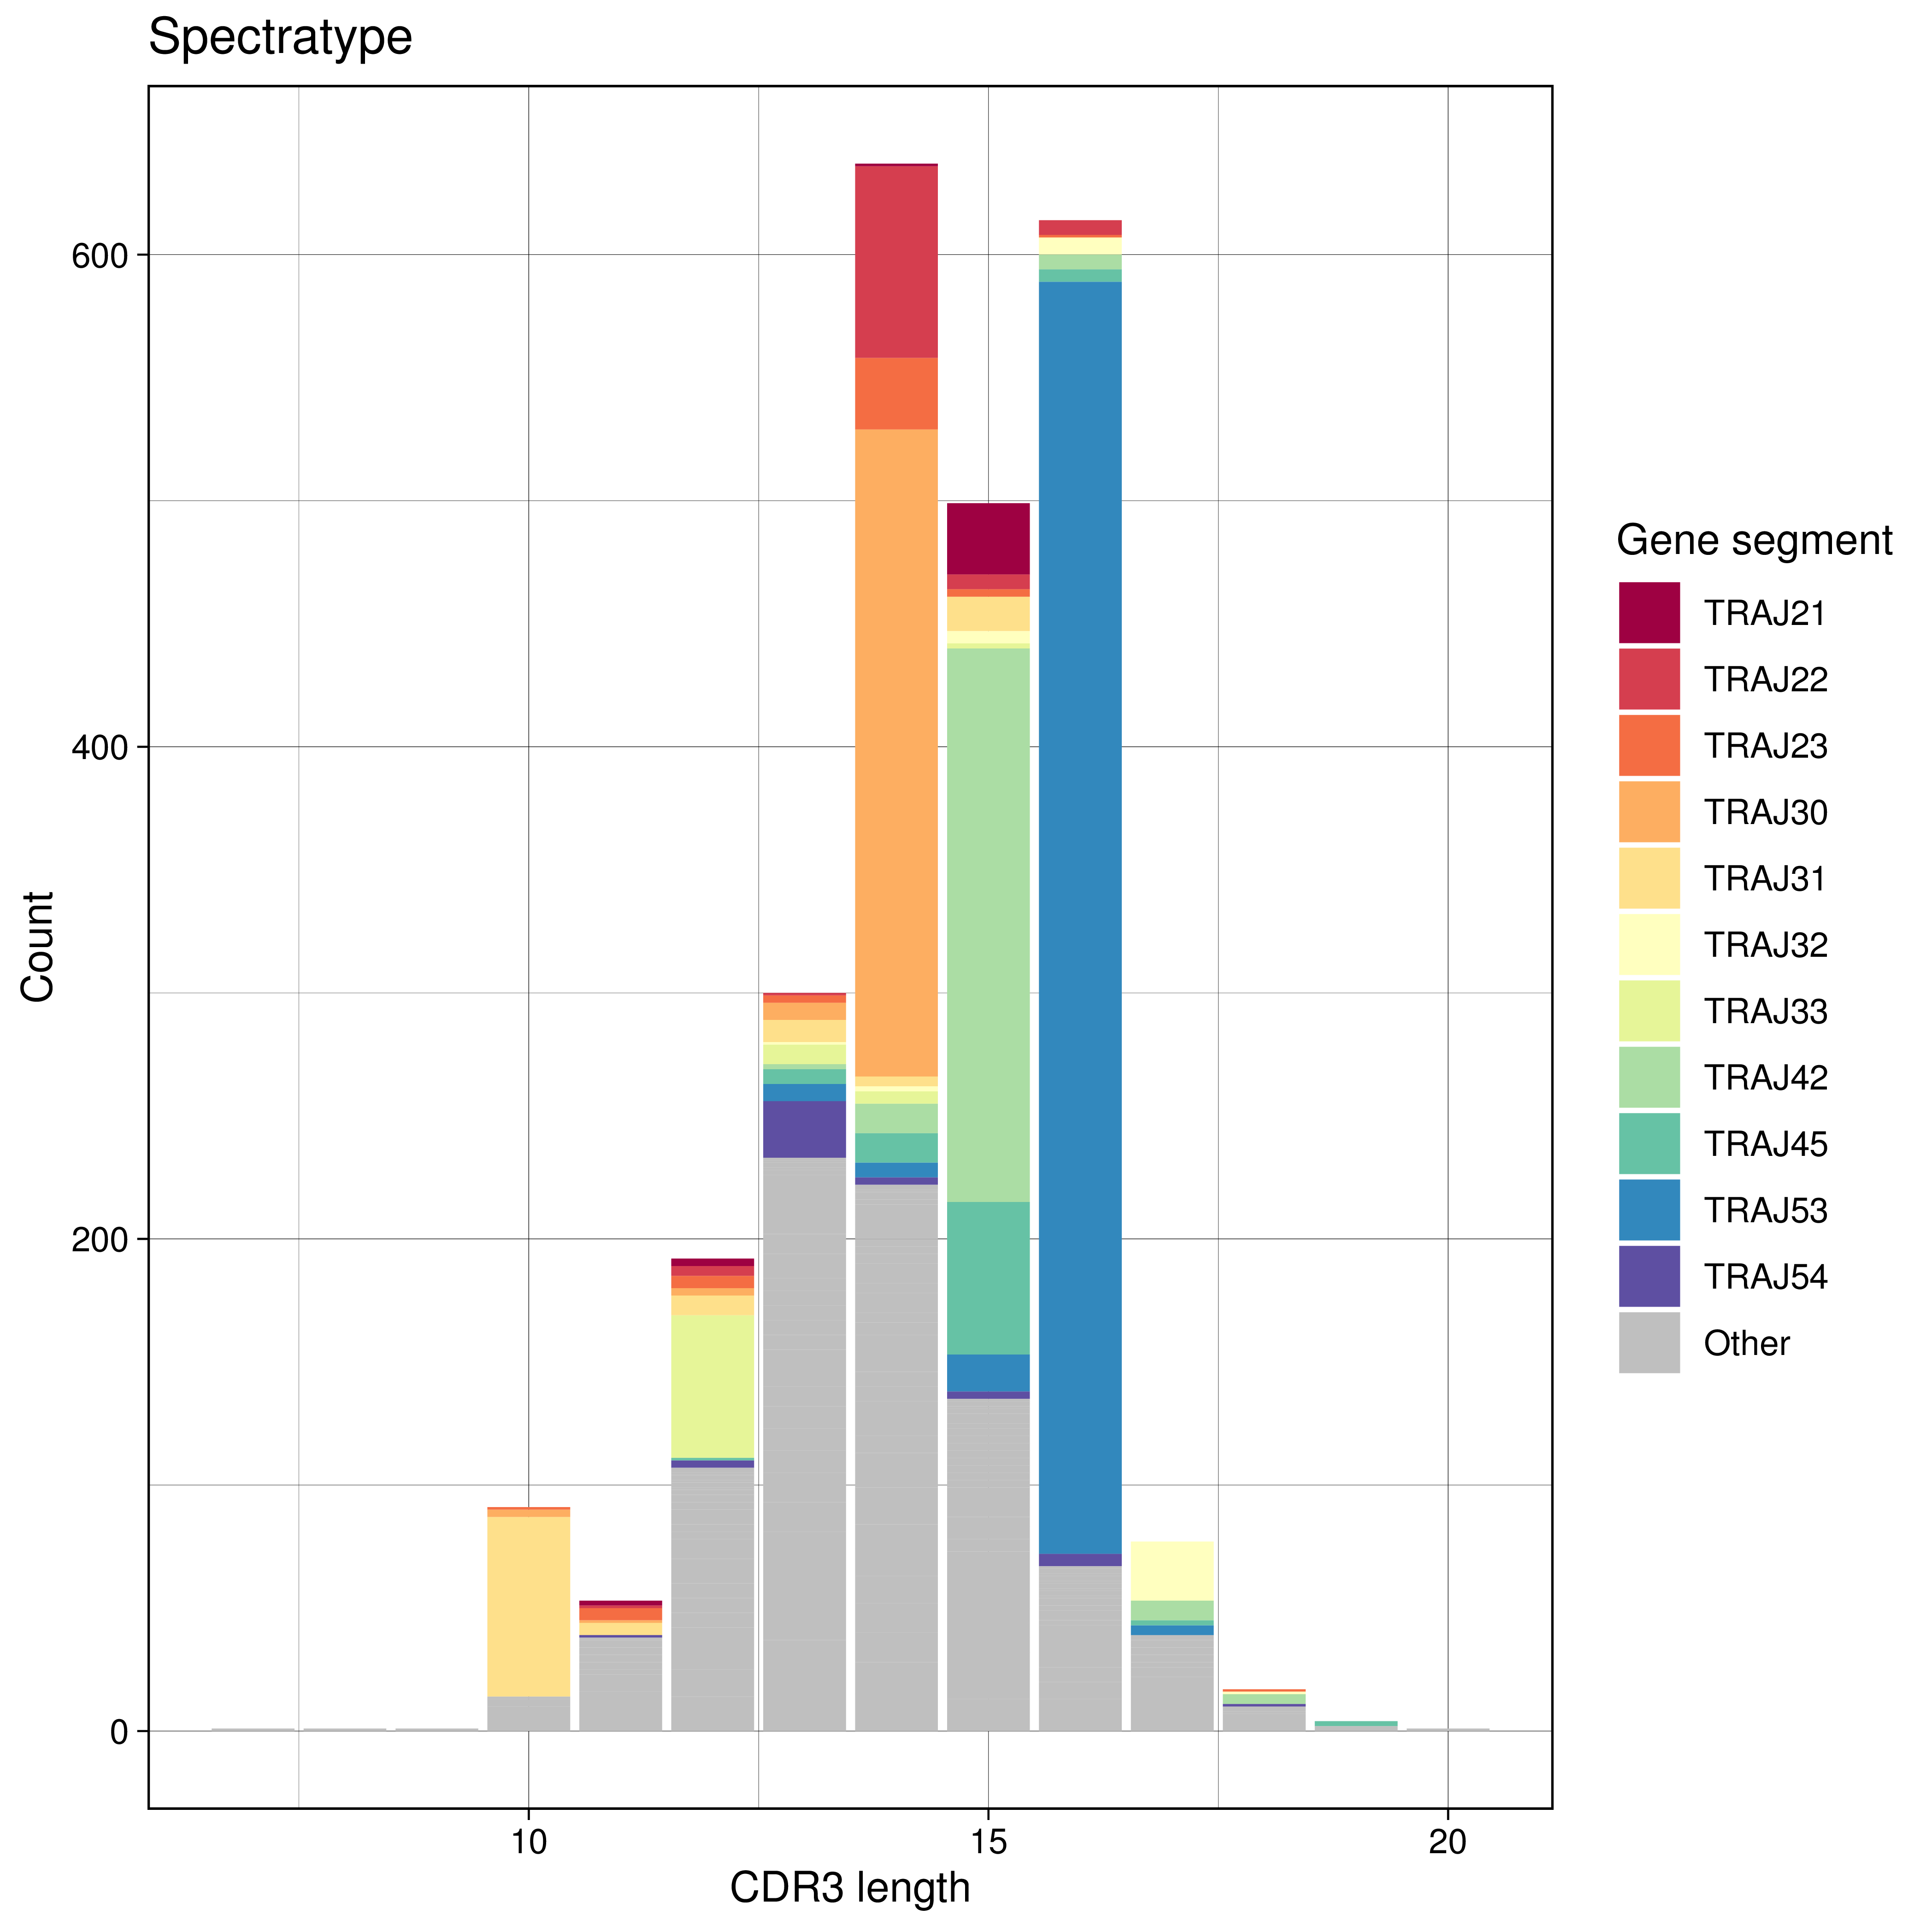 Spectratype
600
400
200
0
Count
10
15
20
CDR3 length
Gene segment
TRAJ21
TRAJ22
TRAJ23
TRAJ30
TRAJ31
TRAJ32
TRAJ33
TRAJ42
TRAJ45
TRAJ53
TRAJ54
Other